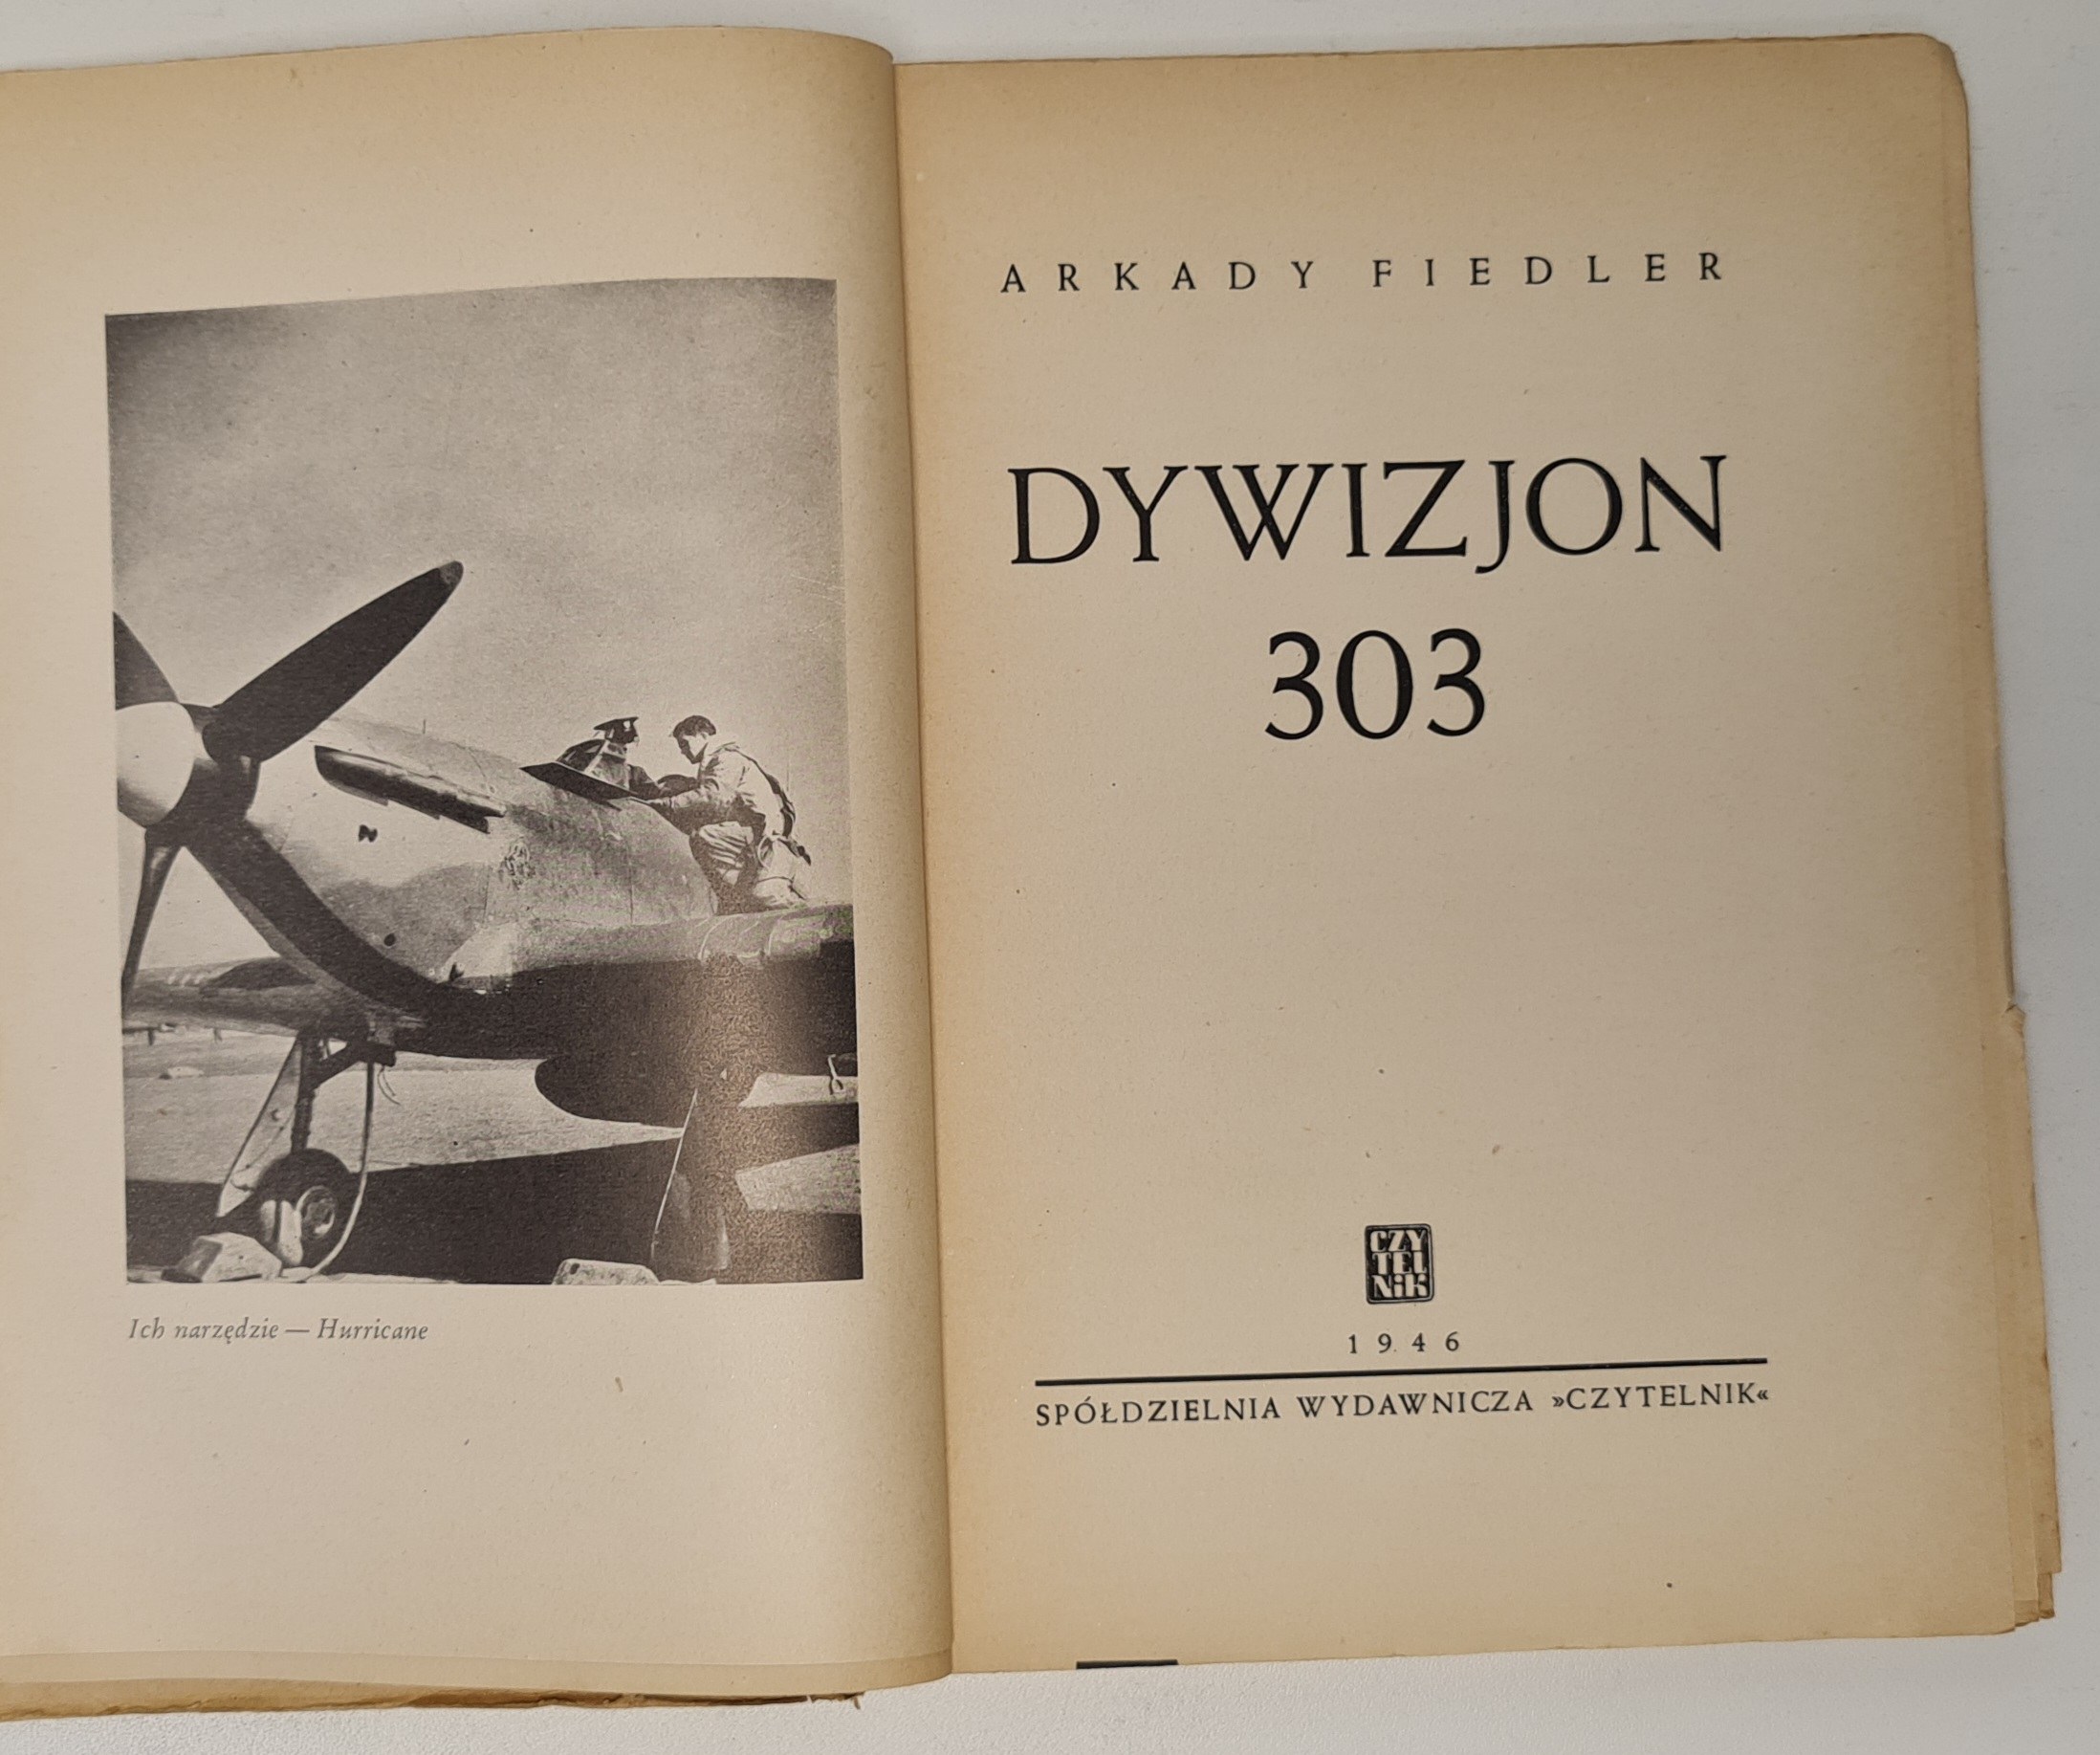 Ich narzędzie — Hurricane
ARKADY FIEDLER
DYWIZJON
303
CZY
TEL
NiK
1946
SPÓŁDZIELNIA WYDAWNICZA »CZYTELNIK«